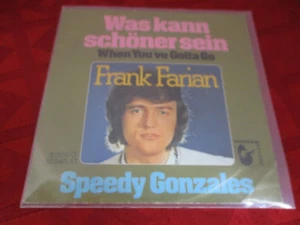 Was kann
schöner sein
When You've Gotta Go
Frank Farian
Speedy Gonzales